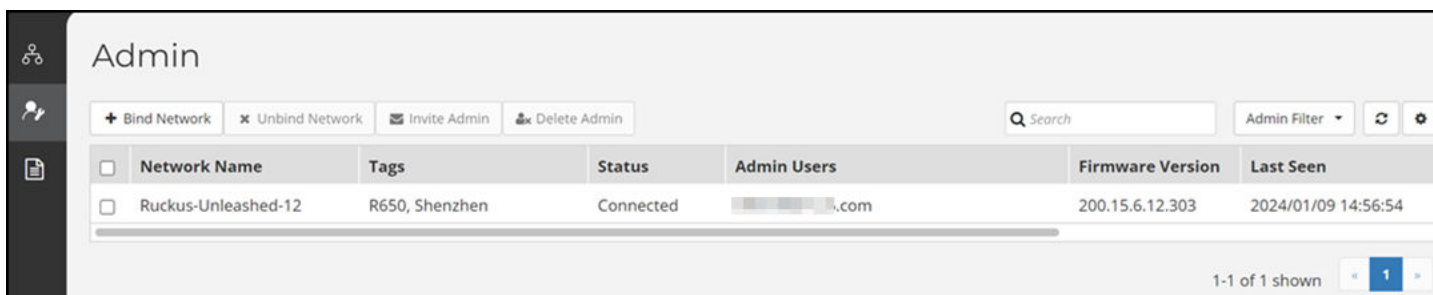 Admin
Bind Network Unbind Network Invite Admin Delete Admin Search Admin Filter
Network Name Tags Status Admin Users Firmware Version Last Seen
Ruckus-Unleashed-12 R650, Shenzhen Connected .com 200.15.6.12.303 2024/01/09 14:56:54
1-1 of 1 shown « 1 »